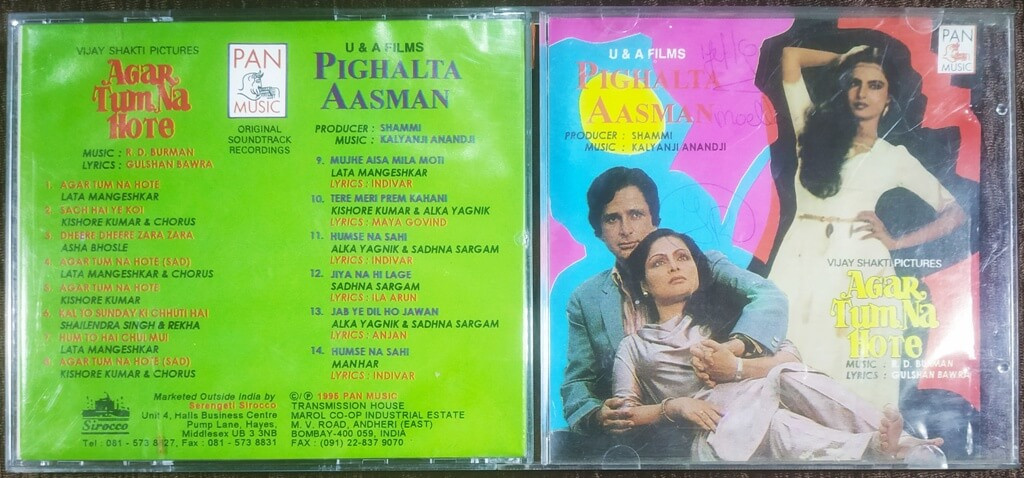 VIJAY SHAKTI PICTURES
AGAR
TUM NA
HOTE
MUSIC : R. D. BURMAN
LYRICS : GULSHAN BAWRA
1. AGAR TUM NA HOTE
LATA MANGESHKAR
2. SACH HAI YE KOI
KISHORE KUMAR & CHORUS
3. DHEERE DHEERE ZARA ZARA
ASHA BHOSLE
4. AGAR TUM NA HOTE (SAD)
LATA MANGESHKAR & CHORUS
5. AGAR TUM NA HOTE
KISHORE KUMAR
6. KAL TO SUNDAY KI CHHUTI HAI
SHAILENDRA SINGH & REKHA
7. HUM TO HAI CHUI MUI
LATA MANGESHKAR
8. AGAR TUM NA HOTE (SAD)
KISHORE KUMAR & CHORUS
PAN
MUSIC
ORIGINAL
SOUNDTRACK
RECORDINGS
U & A FILMS
PIGHALTA
AASMAN
PRODUCER : SHAMMI
MUSIC : KALYANJI ANANDJI
9. MUJHE AISA MILA MOTI
LATA MANGESHKAR
LYRICS : INDIVAR
10. TERE MERI PREM KAHANI
KISHORE KUMAR & ALKA YAGNIK
LYRICS : MAYA GOVIND
11. HUMSE NA SAHI
ALKA YAGNIK & SADHNA SARGAM
LYRICS : INDIVAR
12. JIYA NA HI LAGE
SADHNA SARGAM
LYRICS : ILA ARUN
13. JAB YE DIL HO JAWAN
ALKA YAGNIK & SADHNA SARGAM
LYRICS : ANJAN
14. HUMSE NA SAHI
MANHAR
LYRICS : INDIVAR
Sirocco
Marketed Outside India by
Serengeti Sirocco
Unit 4, Halls Business Centre
Pump Lane, Hayes,
Middlesex UB 3 3NB
Tel : 081 - 573 8827, Fax : 081 - 573 8831
©/℗ 1995 PAN MUSIC
TRANSMISSION HOUSE
MAROL CO-OP INDUSTRIAL ESTATE
M. V. ROAD, ANDHERI (EAST)
BOMBAY-400 059, INDIA
FAX : (091) 22-837 9070
U & A FILMS
PIGHALTA
AASMAN
PRODUCER : SHAMMI
MUSIC : KALYANJI ANANDJI
PAN
MUSIC
VIJAY SHAKTI PICTURES
AGAR
TUM NA
HOTE
MUSIC : R. D. BURMAN
LYRICS : GULSHAN BAWRA